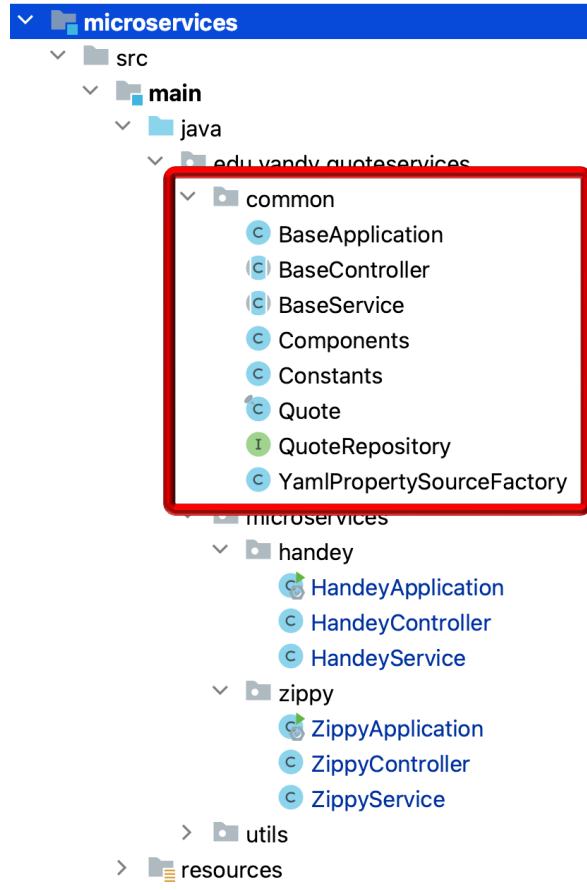 microservices
src
main
java
edu.vandy.quoteservices
common
BaseApplication
BaseController
BaseService
Components
Constants
Quote
QuoteRepository
YamlPropertySourceFactory
microservices
handey
HandeyApplication
HandeyController
HandeyService
zippy
ZippyApplication
ZippyController
ZippyService
utils
resources